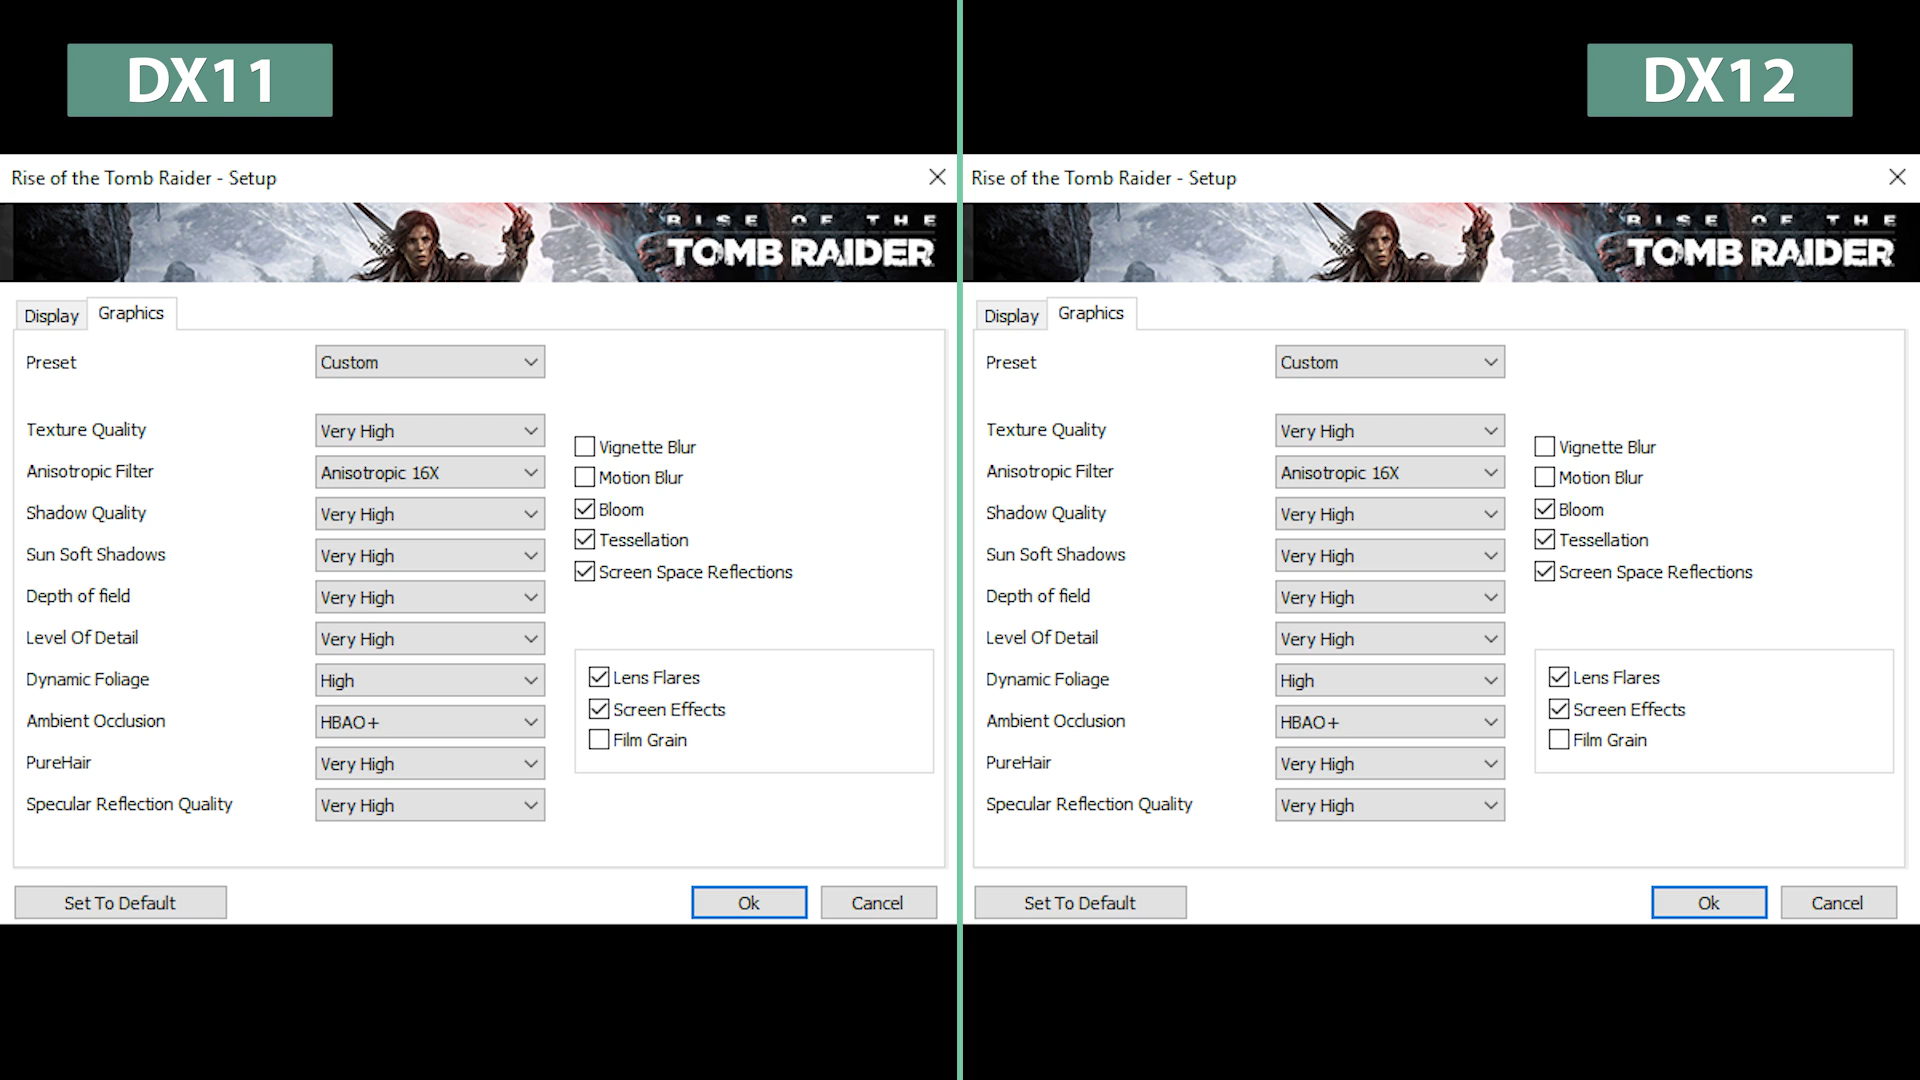 DX11
Rise of the Tomb Raider - Setup
RISE OF THE
TOMB RAIDER
Display
Graphics
Preset Custom
Texture Quality Very High
Anisotropic Filter Anisotropic 16X
Shadow Quality Very High
Sun Soft Shadows Very High
Depth of field Very High
Level Of Detail Very High
Dynamic Foliage High
Ambient Occlusion HBAO+
PureHair Very High
Specular Reflection Quality Very High
Vignette Blur
Motion Blur
Bloom
Tessellation
Screen Space Reflections
Lens Flares
Screen Effects
Film Grain
Set To Default
Ok
Cancel
DX12
Rise of the Tomb Raider - Setup
RISE OF THE
TOMB RAIDER
Display
Graphics
Preset Custom
Texture Quality Very High
Anisotropic Filter Anisotropic 16X
Shadow Quality Very High
Sun Soft Shadows Very High
Depth of field Very High
Level Of Detail Very High
Dynamic Foliage High
Ambient Occlusion HBAO+
PureHair Very High
Specular Reflection Quality Very High
Vignette Blur
Motion Blur
Bloom
Tessellation
Screen Space Reflections
Lens Flares
Screen Effects
Film Grain
Set To Default
Ok
Cancel